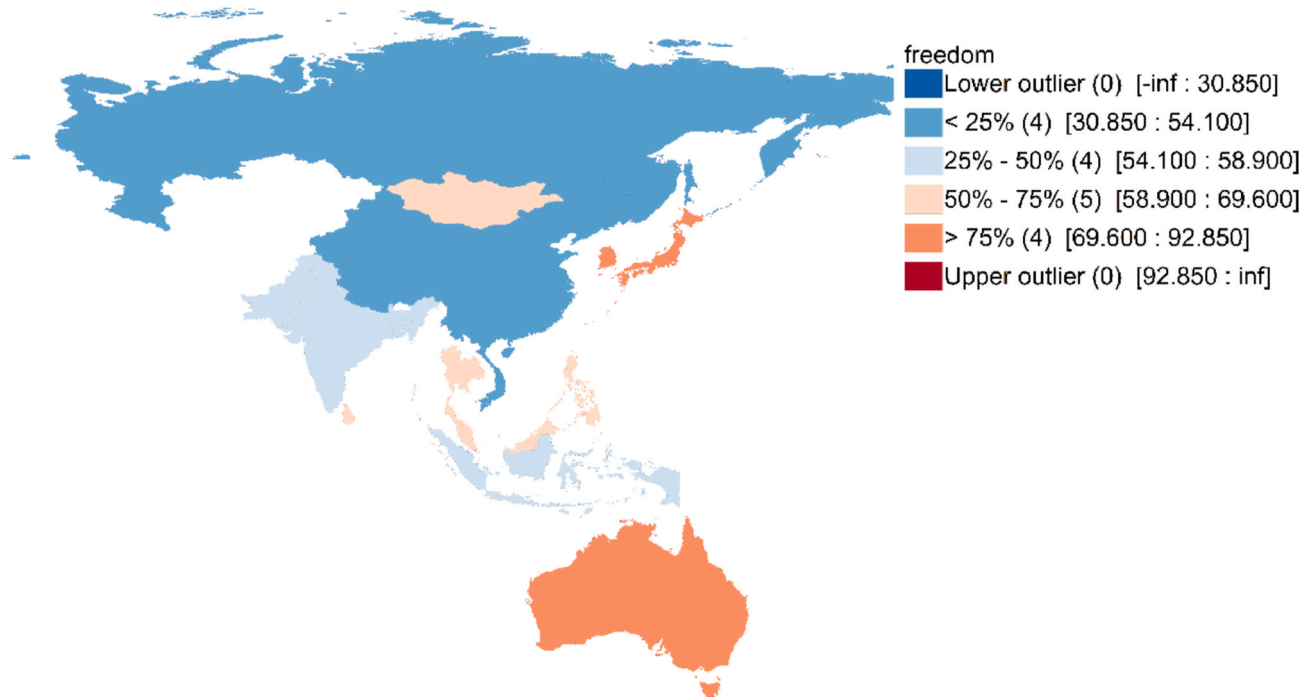 freedom
Lower outlier (0) [-inf : 30.850]
< 25% (4) [30.850 : 54.100]
25% - 50% (4) [54.100 : 58.900]
50% - 75% (5) [58.900 : 69.600]
> 75% (4) [69.600 : 92.850]
Upper outlier (0) [92.850 : inf]